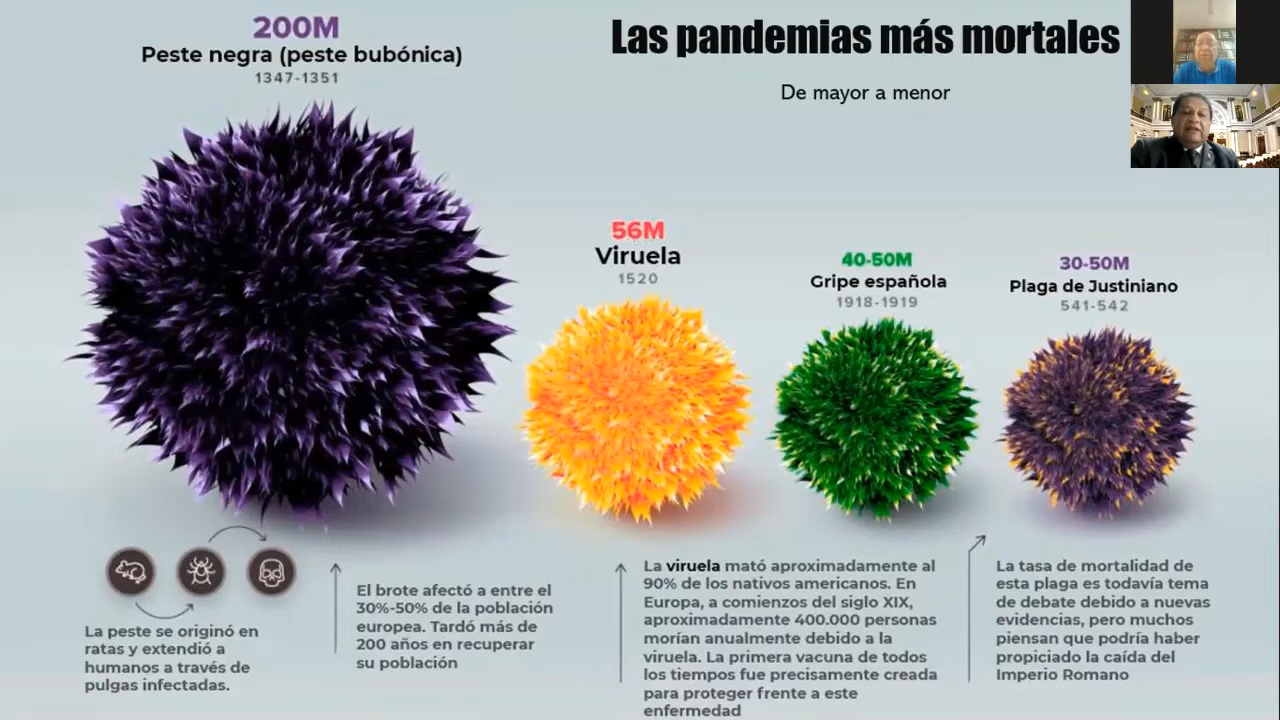 Las pandemias más mortales
De mayor a menor
200M
Peste negra (peste bubónica)
1347-1351
56M
Viruela
1520
40-50M
Gripe española
1918-1919
30-50M
Plaga de Justiniano
541-542
La peste se originó en
ratas y extendió a
humanos a través de
pulgas infectadas.
El brote afectó a entre el
30%-50% de la población
europea. Tardó más de
200 años en recuperar
su población
La viruela mató aproximadamente al
90% de los nativos americanos. En
Europa, a comienzos del siglo XIX,
aproximadamente 400.000 personas
morían anualmente debido a la
viruela. La primera vacuna de todos
los tiempos fue precisamente creada
para proteger frente a este
enfermedad
La tasa de mortalidad de
esta plaga es todavía tema
de debate debido a nuevas
evidencias, pero muchos
piensan que podría haber
propiciado la caída del
Imperio Romano